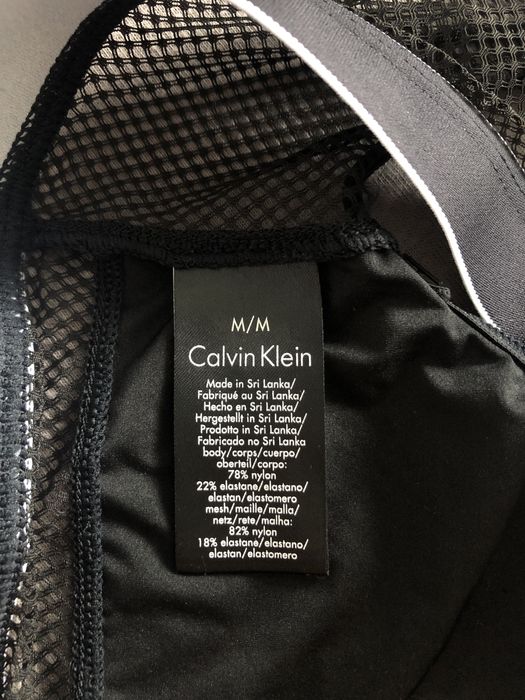 M/M
Calvin Klein
Made in Sri Lanka/
Fabriqué au Sri Lanka/
Hecho en Sri Lanka/
Hergestellt in Sri Lanka/
Prodotto in Sri Lanka/
Fabricado no Sri Lanka
body/corps/cuerpo/
oberteil/corpo:
78% nylon
22% elastane/elastano/
elastan/elastomero
mesh/maille/malla/
netz/rete/malha:
82% nylon
18% elastane/elastano/
elastan/elastomero